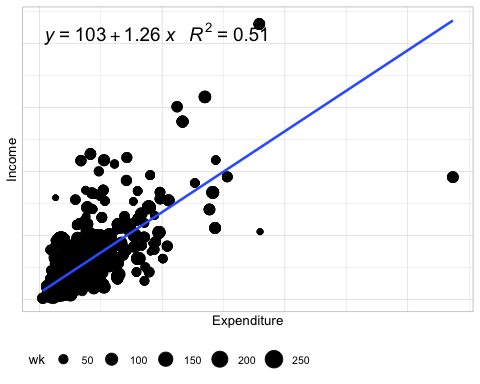 y = 103 + 1.26 x R² = 0.51
Income
Expenditure
wk 50 100 150 200 250